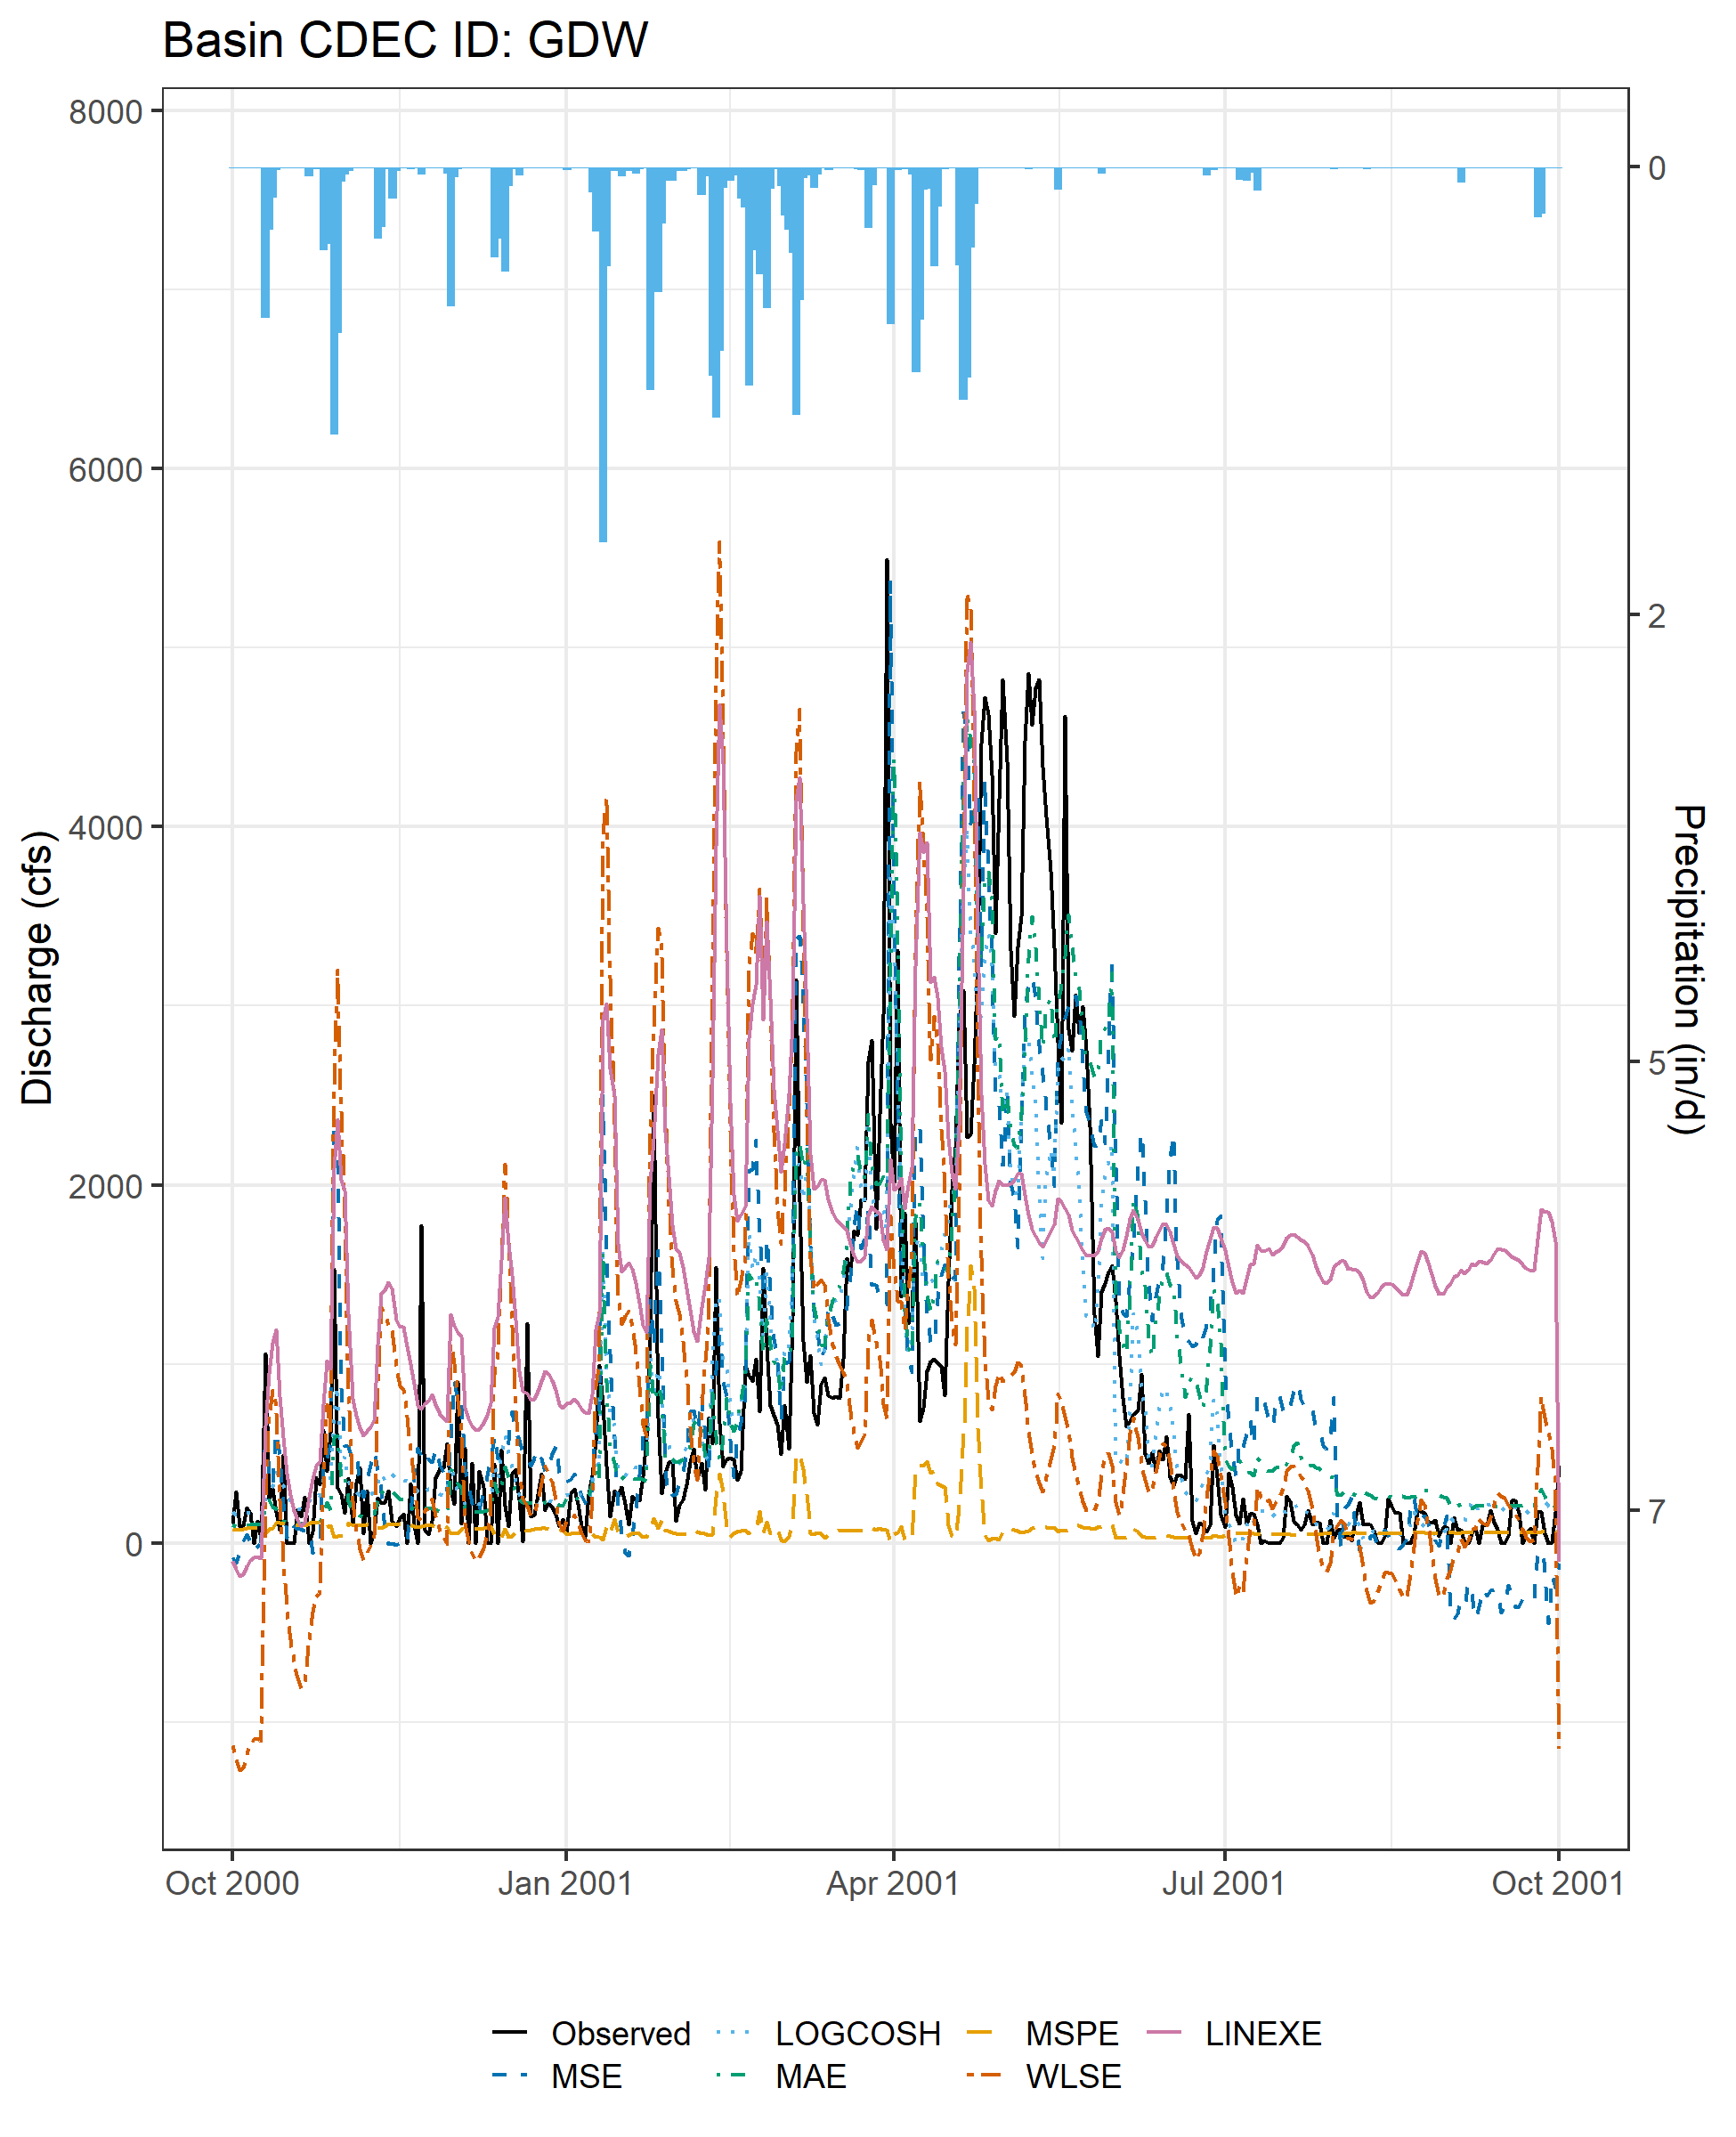 Basin CDEC ID: GDW
8000
6000
4000
2000
0
Discharge (cfs)
0
2
5
7
Precipitation (in/d)
Oct 2000
Jan 2001
Apr 2001
Jul 2001
Oct 2001
Observed LOGCOSH MSPE LINEXE
MSE MAE WLSE